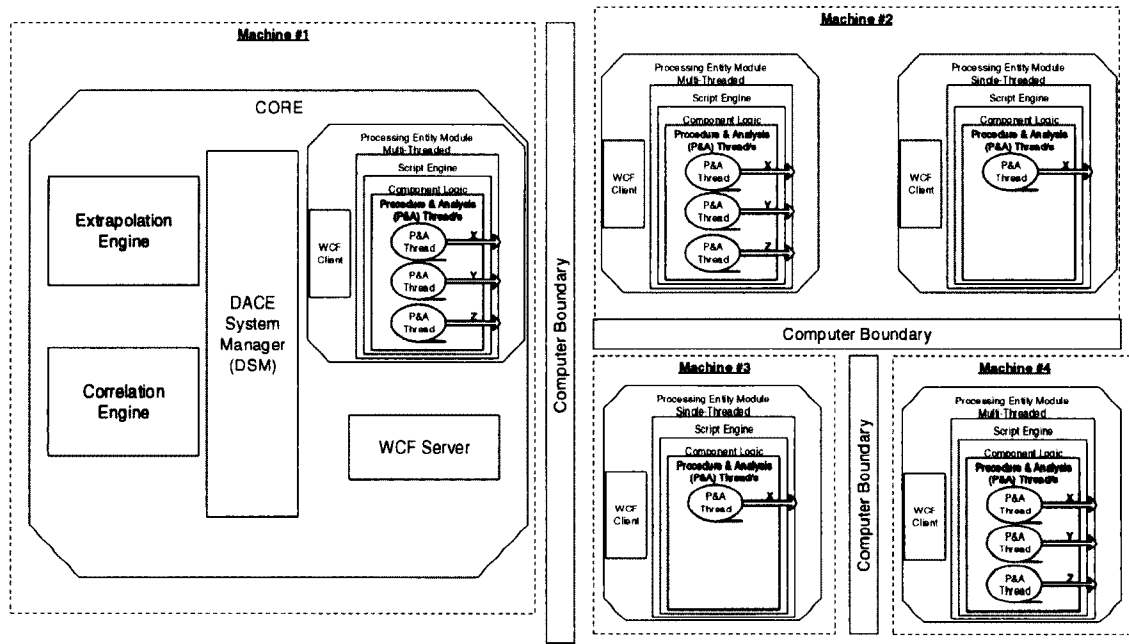 Machine #1
CORE
Extrapolation
Engine
Correlation
Engine
DACE
System
Manager
(DSM)
Processing Entity Module
Multi-Threaded
Script Engine
Component Logic
Procedure & Analysis
(P&A) Thread/s
WCF
Client
P&A
Thread
X
P&A
Thread
Y
P&A
Thread
Z
WCF Server
Computer Boundary
Machine #2
Processing Entity Module
Multi-Threaded
Script Engine
Component Logic
Procedure & Analysis
(P&A) Thread/s
WCF
Client
P&A
Thread
X
P&A
Thread
Y
P&A
Thread
Z
Processing Entity Module
Single-Threaded
Script Engine
Component Logic
Procedure & Analysis
(P&A) Thread/s
WCF
Client
P&A
Thread
X
Computer Boundary
Machine #3
Processing Entity Module
Single-Threaded
Script Engine
Component Logic
Procedure & Analysis
(P&A) Thread/s
WCF
Client
P&A
Thread
X
Computer Boundary
Machine #4
Processing Entity Module
Multi-Threaded
Script Engine
Component Logic
Procedure & Analysis
(P&A) Thread/s
WCF
Client
P&A
Thread
X
P&A
Thread
Y
P&A
Thread
Z